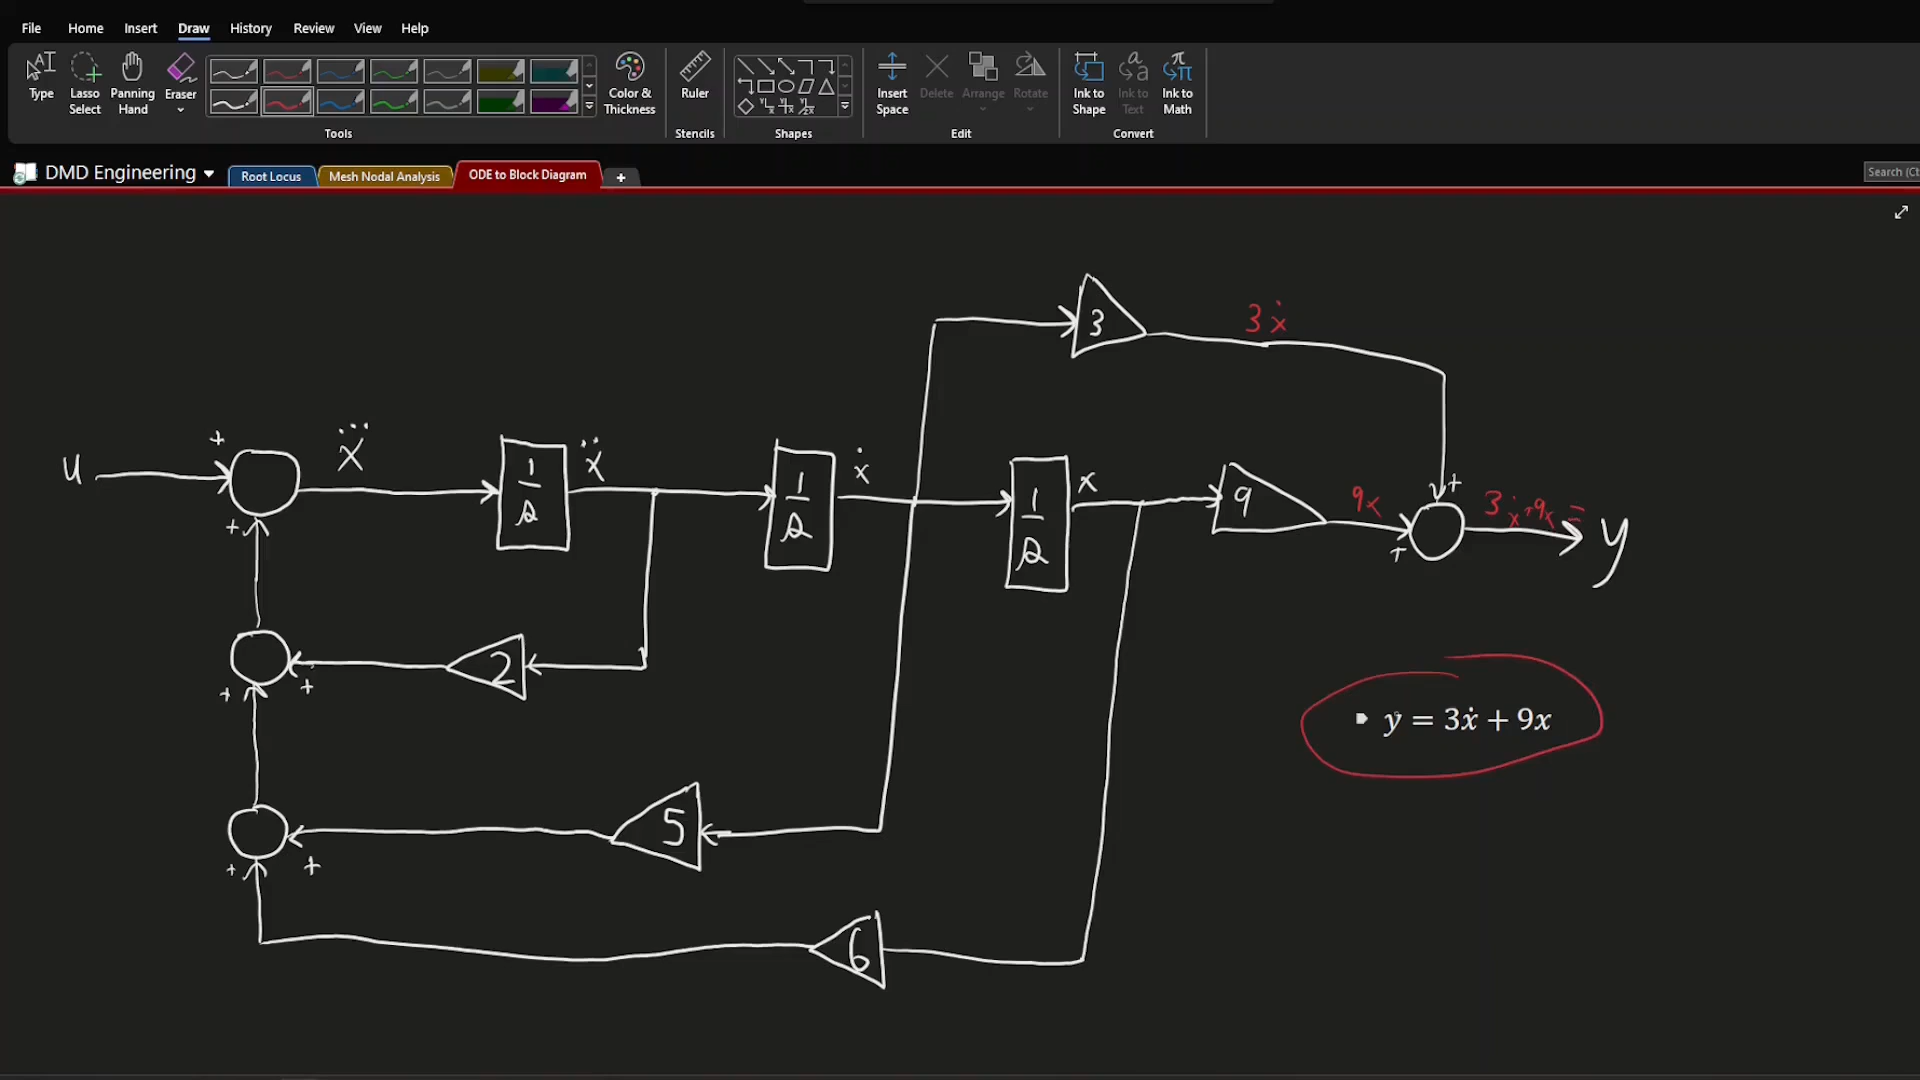 File Home Insert Draw History Review View Help
Type
Lasso Select
Panning Hand
Eraser
Color & Thickness
Ruler
Insert Space
Delete
Arrange
Rotate
Ink to Shape
Ink to Text
Ink to Math
Tools Stencils Shapes Edit Convert
DMD Engineering Root Locus Mesh Nodal Analysis ODE to Block Diagram +
Search (Ct
3 3ẋ
u + x⃛ 1/s ẍ 1/s ẋ 1/s x 9 9x + 3ẋ+9x = y
+
+
2
+ +
y = 3ẋ + 9x
5
+ +
6